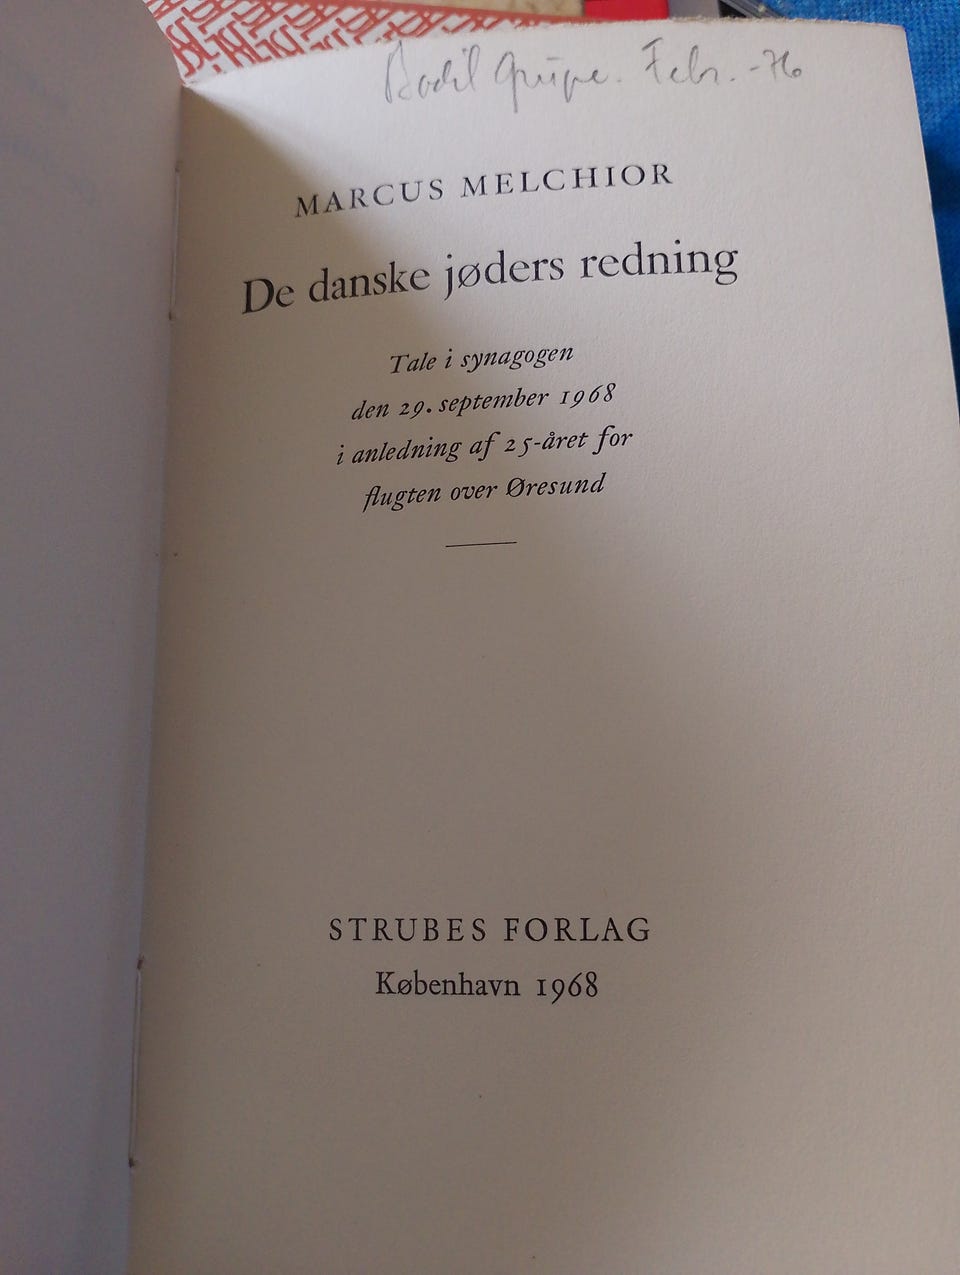 Bodil Grüpe. Febr. -76
MARCUS MELCHIOR
De danske jøders redning
Tale i synagogen
den 29. september 1968
i anledning af 25-året for
flugten over Øresund
STRUBES FORLAG
København 1968